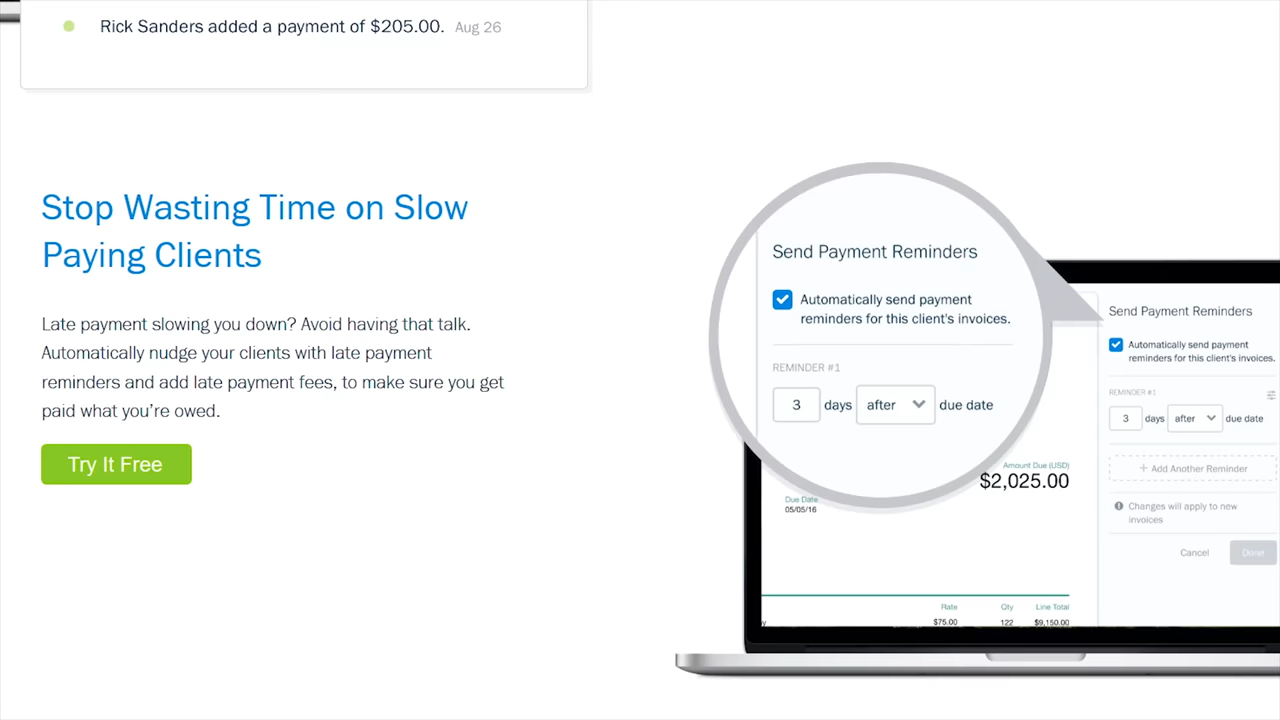 Rick Sanders added a payment of $205.00. Aug 26
Stop Wasting Time on Slow
Paying Clients
Late payment slowing you down? Avoid having that talk.
Automatically nudge your clients with late payment
reminders and add late payment fees, to make sure you get
paid what you’re owed.
Try It Free
Send Payment Reminders
Automatically send payment
reminders for this client's invoices.
REMINDER #1
3 days after due date
Amount Due (USD)
$2,025.00
Due Date
05/05/16
Rate Qty Line Total
$75.00 122 $9,150.00
Send Payment Reminders
Automatically send payment
reminders for this client's invoices.
REMINDER #1
3 days after due date
+ Add Another Reminder
Changes will apply to new
invoices
Cancel Done